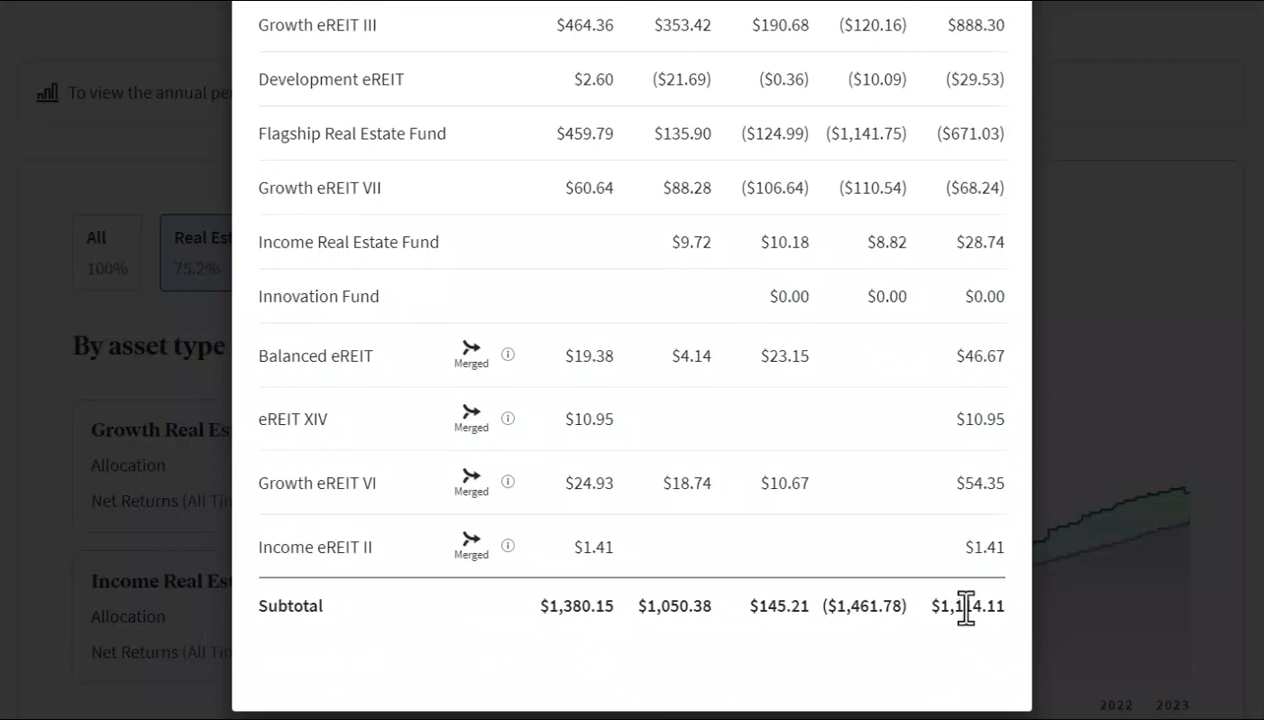 Growth eREIT III $464.36 $353.42 $190.68 ($120.16) $888.30
To view the annual
Development eREIT $2.60 ($21.69) ($0.36) ($10.09) ($29.53)
Flagship Real Estate Fund $459.79 $135.90 ($124.99) ($1,141.75) ($671.03)
Growth eREIT VII $60.64 $88.28 ($106.64) ($110.54) ($68.24)
All Real Est
100% 75.2%
Income Real Estate Fund $9.72 $10.18 $8.82 $28.74
Innovation Fund $0.00 $0.00 $0.00
By asset type
Balanced eREIT Merged $19.38 $4.14 $23.15 $46.67
eREIT XIV Merged $10.95 $10.95
Growth Real Es
Allocation
Net Returns (All Tim
Growth eREIT VI Merged $24.93 $18.74 $10.67 $54.35
Income eREIT II Merged $1.41 $1.41
Income Real Est
Allocation
Net Returns (All Tim
Subtotal $1,380.15 $1,050.38 $145.21 ($1,461.78)
2022 2023